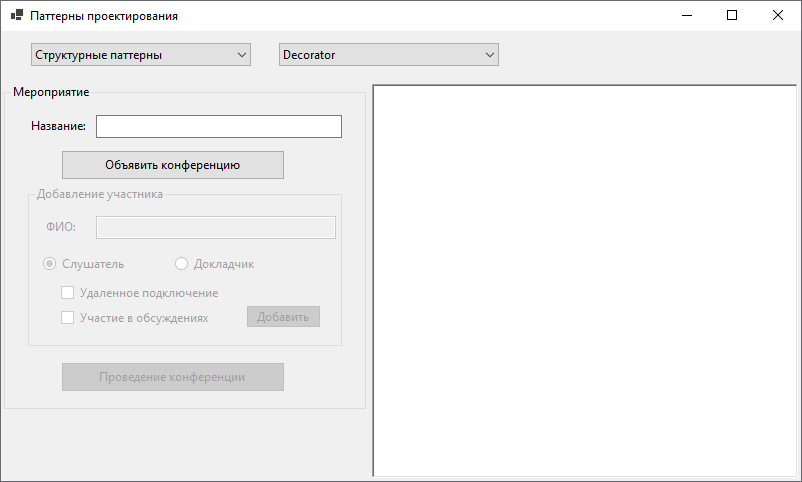 Паттерны проектирования
Структурные паттерны
Decorator
Мероприятие
Название:
Объявить конференцию
Добавление участника
ФИО:
Слушатель
Докладчик
Удаленное подключение
Участие в обсуждениях
Добавить
Проведение конференции